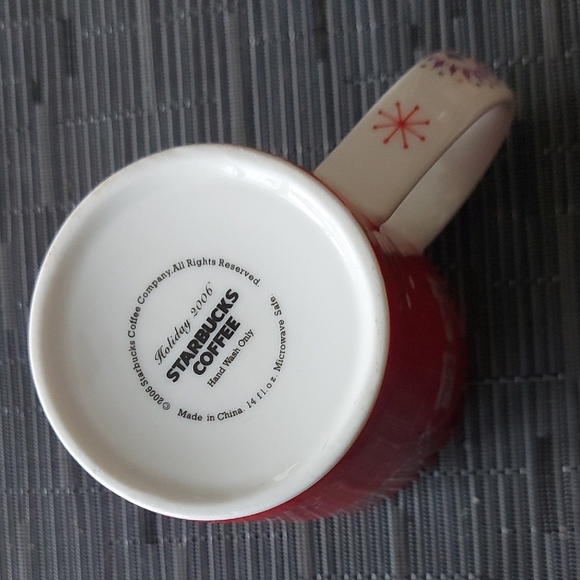 ©2006 Starbucks Coffee Company.All Rights Reserved.
Holiday 2006
STARBUCKS
COFFEE
Hand Wash Only
Made in China. 14 fl.oz. Microwave Safe.